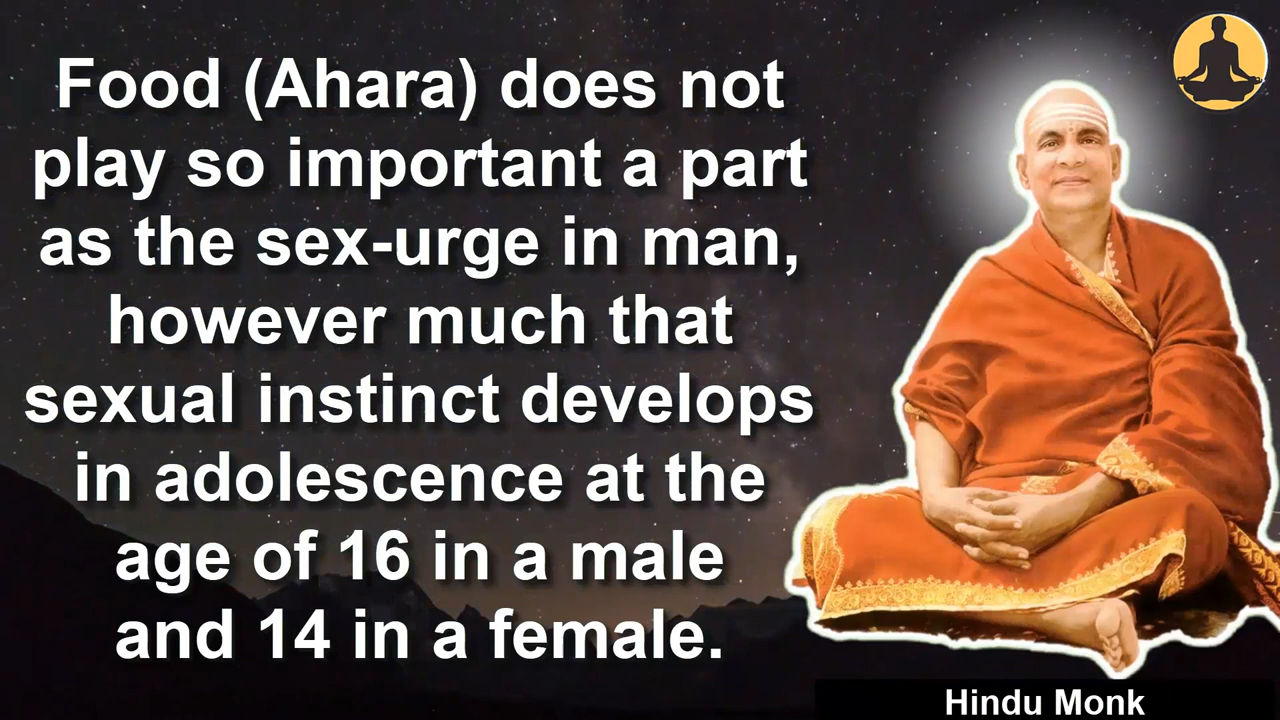 Food (Ahara) does not
play so important a part
as the sex-urge in man,
however much that
sexual instinct develops
in adolescence at the
age of 16 in a male
and 14 in a female.
Hindu Monk